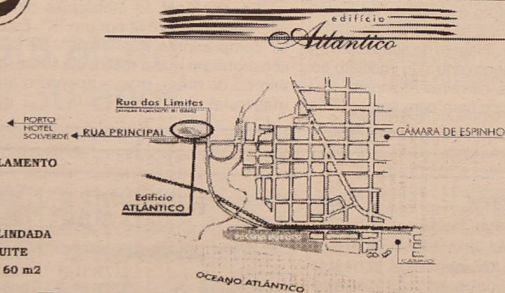 edifício
Atlântico
Rua dos Limites
PORTO
HOTEL
SOLVERDE
RUA PRINCIPAL
CÂMARA DE ESPINHO
LAMENTO
Edifício
ATLÂNTICO
LINDADA
UITE
60 m2
CASINO
OCEANO ATLÂNTICO